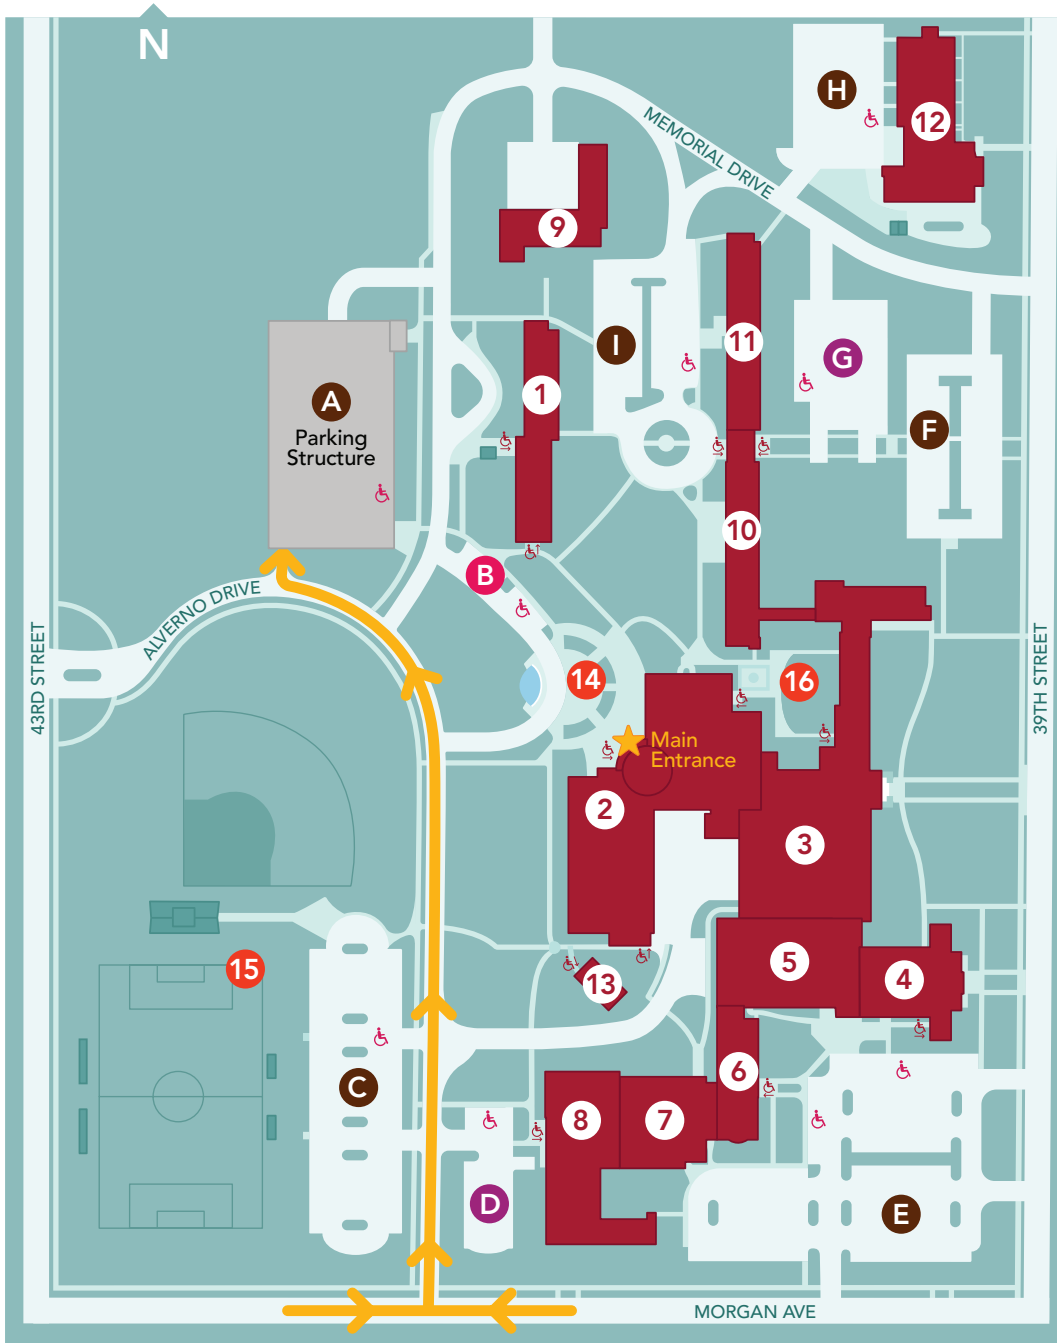 N
H
12
MEMORIAL DRIVE
9
11
I
G
1
A
Parking
Structure
F
10
B
ALVERNO DRIVE
43RD STREET
39TH STREET
14
16
Main
Entrance
2
3
15
13
5
4
C
6
8
7
D
E
MORGAN AVE